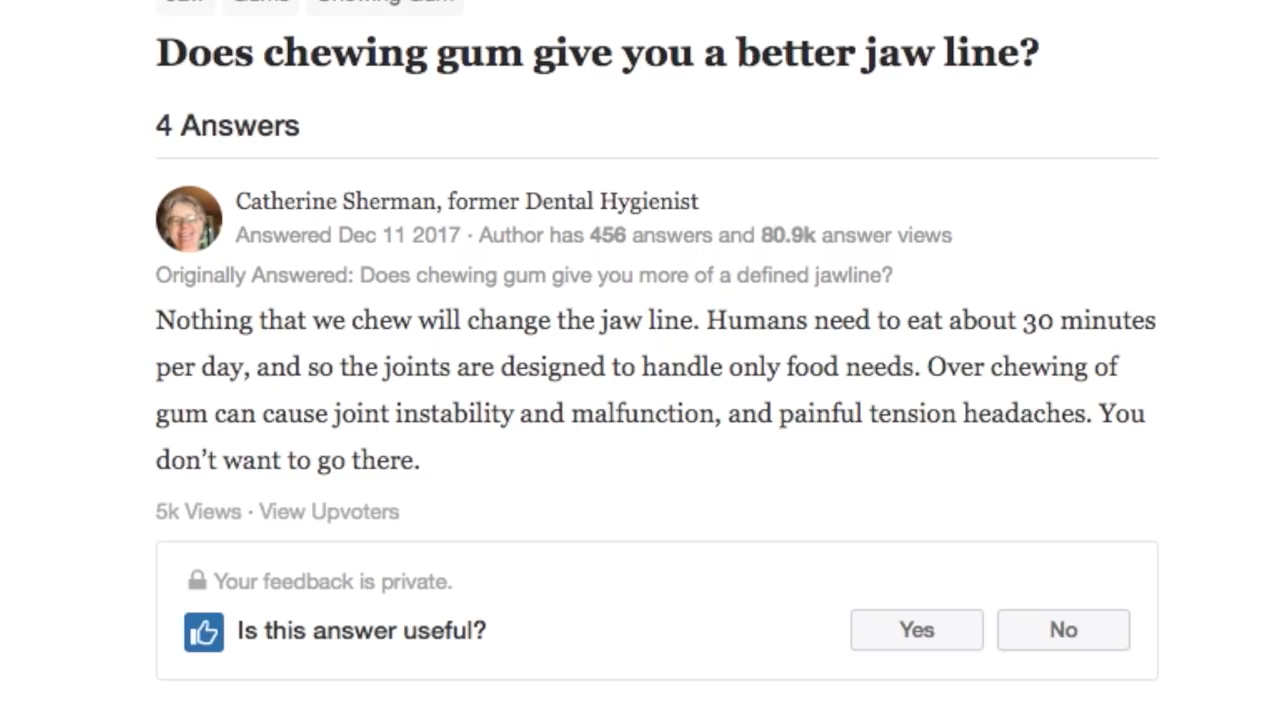 Does chewing gum give you a better jaw line?
4 Answers
Catherine Sherman, former Dental Hygienist
Answered Dec 11 2017 · Author has 456 answers and 80.9k answer views
Originally Answered: Does chewing gum give you more of a defined jawline?
Nothing that we chew will change the jaw line. Humans need to eat about 30 minutes
per day, and so the joints are designed to handle only food needs. Over chewing of
gum can cause joint instability and malfunction, and painful tension headaches. You
don’t want to go there.
5k Views · View Upvoters
Your feedback is private.
Is this answer useful?
Yes
No